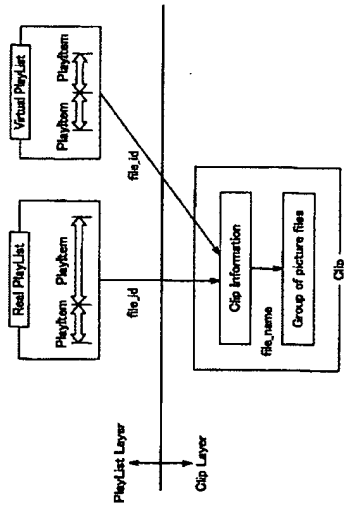 Real PlayList
PlayItem
PlayItem
Virtual PlayList
PlayItem
PlayItem
PlayList Layer
file_id
file_id
Clip Layer
Clip Information
file_name
Group of picture files
Clip